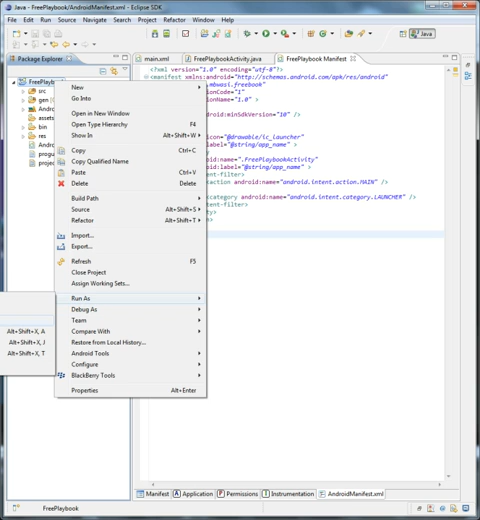 Java - FreePlaybook/AndroidManifest.xml - Eclipse SDK
File Edit Run Source Navigate Search Project Refactor Window Help
Java
Package Explorer
main.xml
FreePlaybookActivity.java
FreePlaybook Manifest
FreePlayb
src
gen
Andro
assets
bin
res
Andro
progu
projec
New
Go Into
Open in New Window
Open Type Hierarchy F4
Show In Alt+Shift+W
Copy Ctrl+C
Copy Qualified Name
Paste Ctrl+V
Delete Delete
Build Path
Source Alt+Shift+S
Refactor Alt+Shift+T
Import...
Export...
Refresh F5
Close Project
Assign Working Sets...
Run As
Debug As
Team
Compare With
Restore from Local History...
Android Tools
Configure
BlackBerry Tools
Properties Alt+Enter
Alt+Shift+X, A
Alt+Shift+X, J
Alt+Shift+X, T
<?xml version="1.0" encoding="utf-8"?>
<manifest xmlns:android="http://schemas.android.com/apk/res/android"
mbwasi.freebook"
ionCode="1"
ionName="1.0" >
droid:minSdkVersion="10" />
icon="@drawable/ic_launcher"
label="@string/app_name" >
y
oid:name=".FreePlaybookActivity"
oid:label="@string/app_name" >
tent-filter>
action android:name="android.intent.action.MAIN" />
category android:name="android.intent.category.LAUNCHER" />
ntent-filter>
ty>
n>
Manifest
Application
Permissions
Instrumentation
AndroidManifest.xml
FreePlaybook